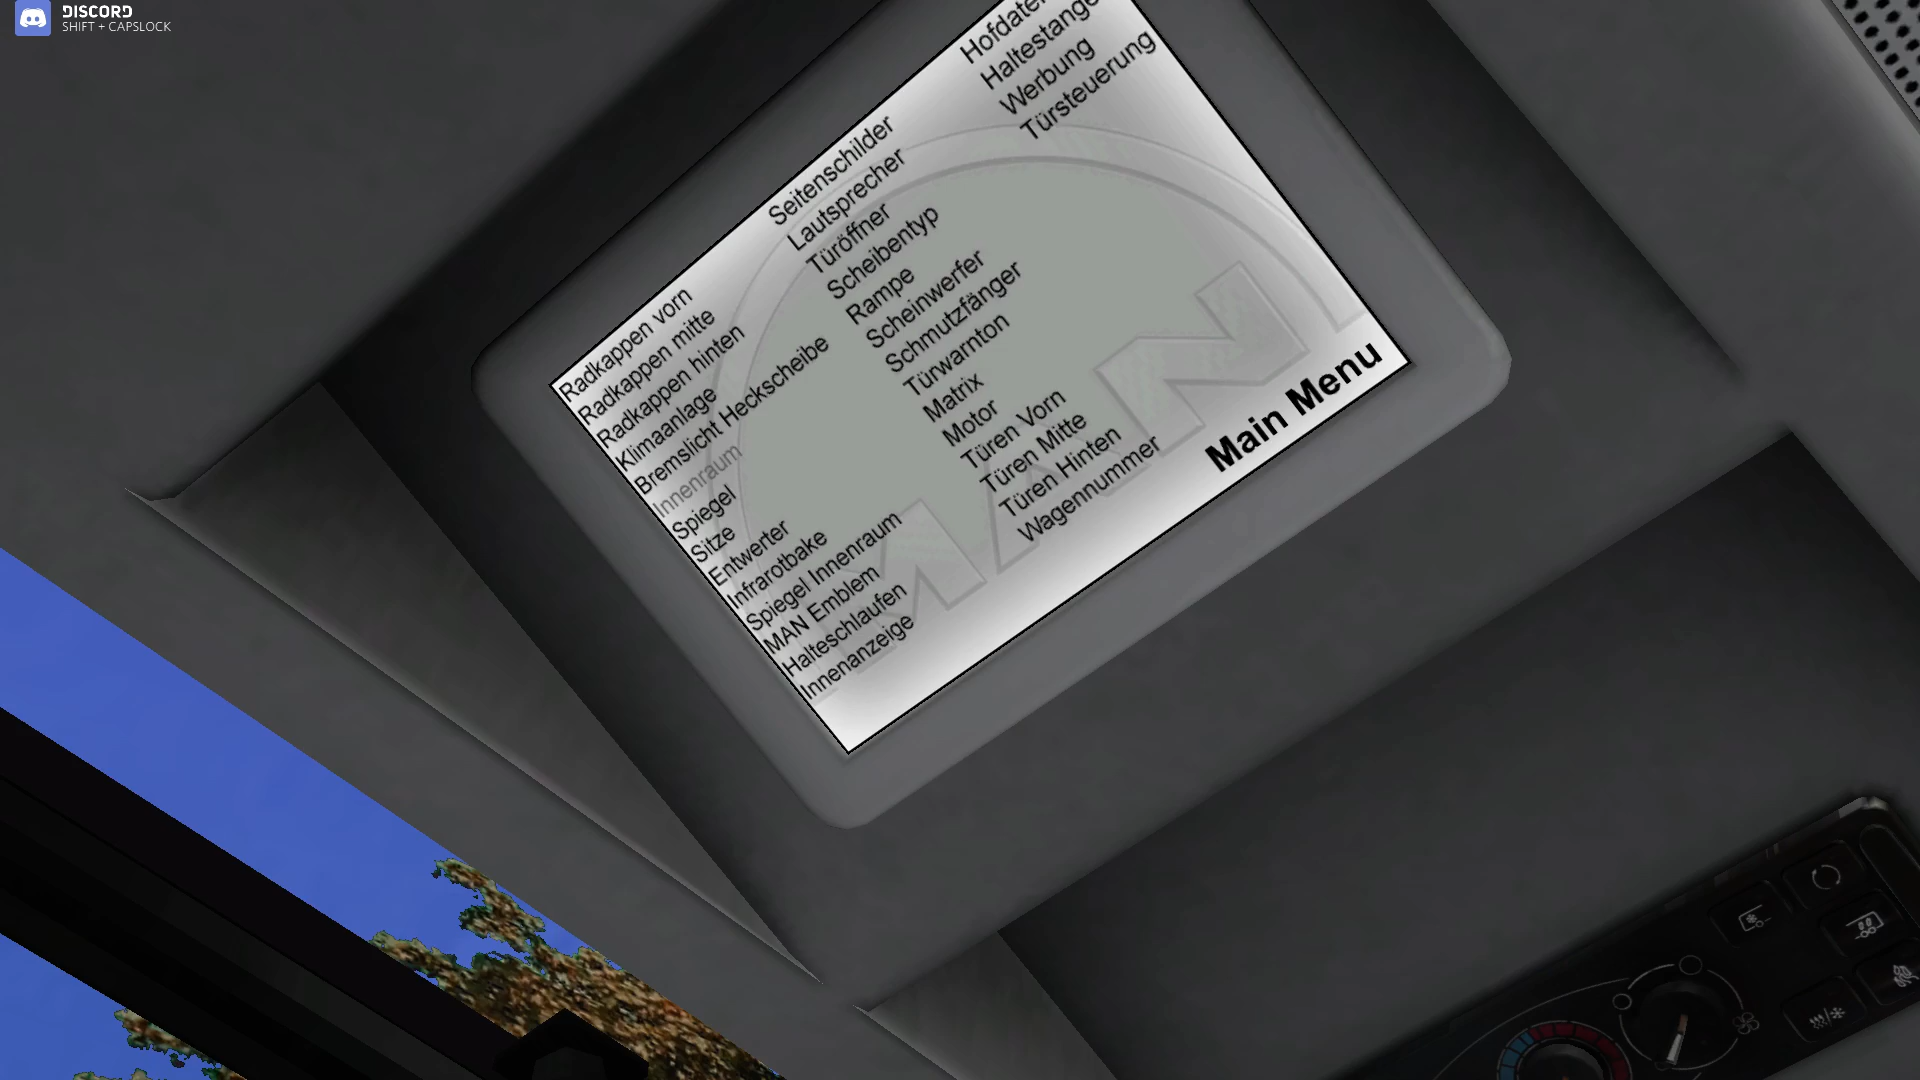 DISCORD
SHIFT + CAPSLOCK
Radkappen vorn
Radkappen mitte
Radkappen hinten
Klimaanlage
Bremslicht Heckscheibe
Innenraum
Spiegel
Sitze
Entwerter
Infrarotbake
Spiegel Innenraum
MAN Emblem
Halteschlaufen
Innenanzeige
Seitenschilder
Lautsprecher
Türöffner
Scheibentyp
Rampe
Scheinwerfer
Schmutzfänger
Türwarnton
Matrix
Motor
Türen Vorn
Türen Mitte
Türen Hinten
Wagennummer
Haltestange
Werbung
Türsteuerung
Main Menu
MAN